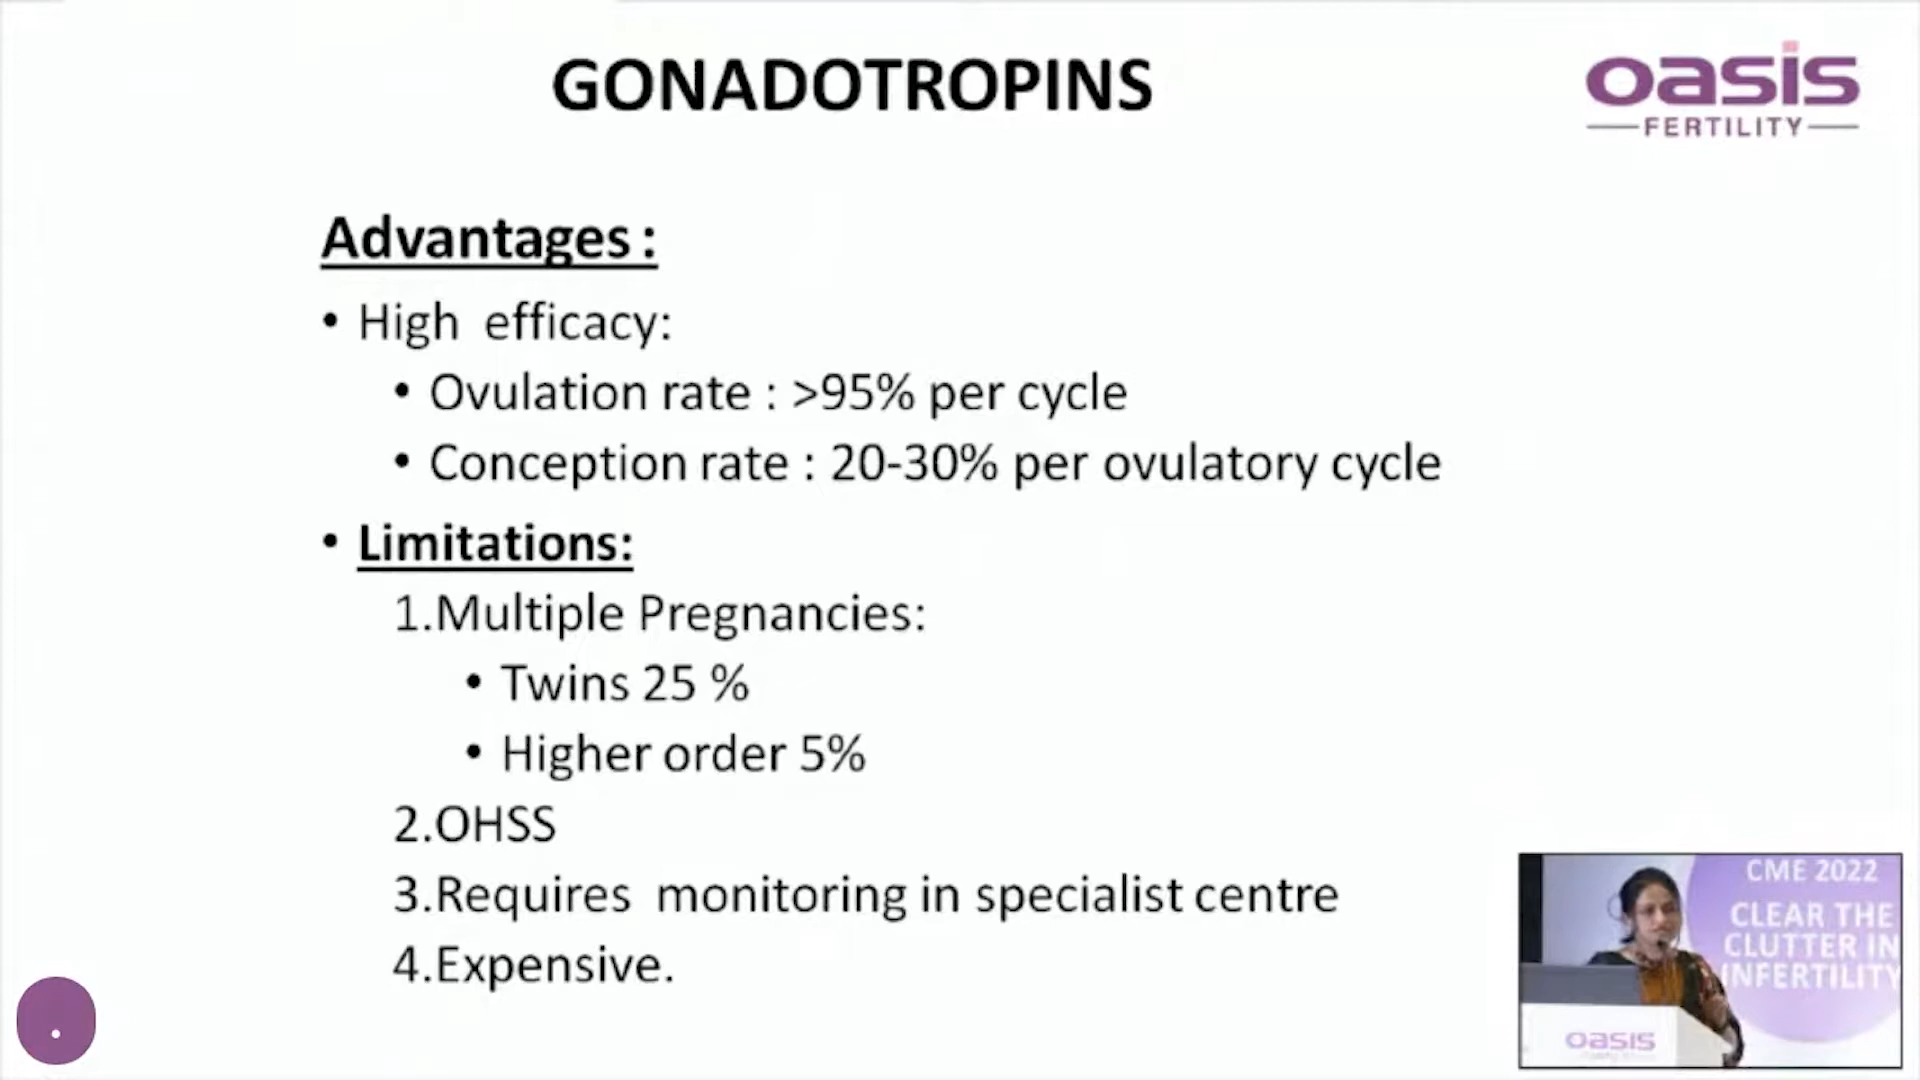 GONADOTROPINS
oasis
FERTILITY
Advantages :
• High efficacy:
• Ovulation rate : >95% per cycle
• Conception rate : 20-30% per ovulatory cycle
• Limitations:
1.Multiple Pregnancies:
• Twins 25 %
• Higher order 5%
2.OHSS
3.Requires monitoring in specialist centre
4.Expensive.
CME 2022
CLEAR THE
CLUTTER IN
INFERTILITY
oasis